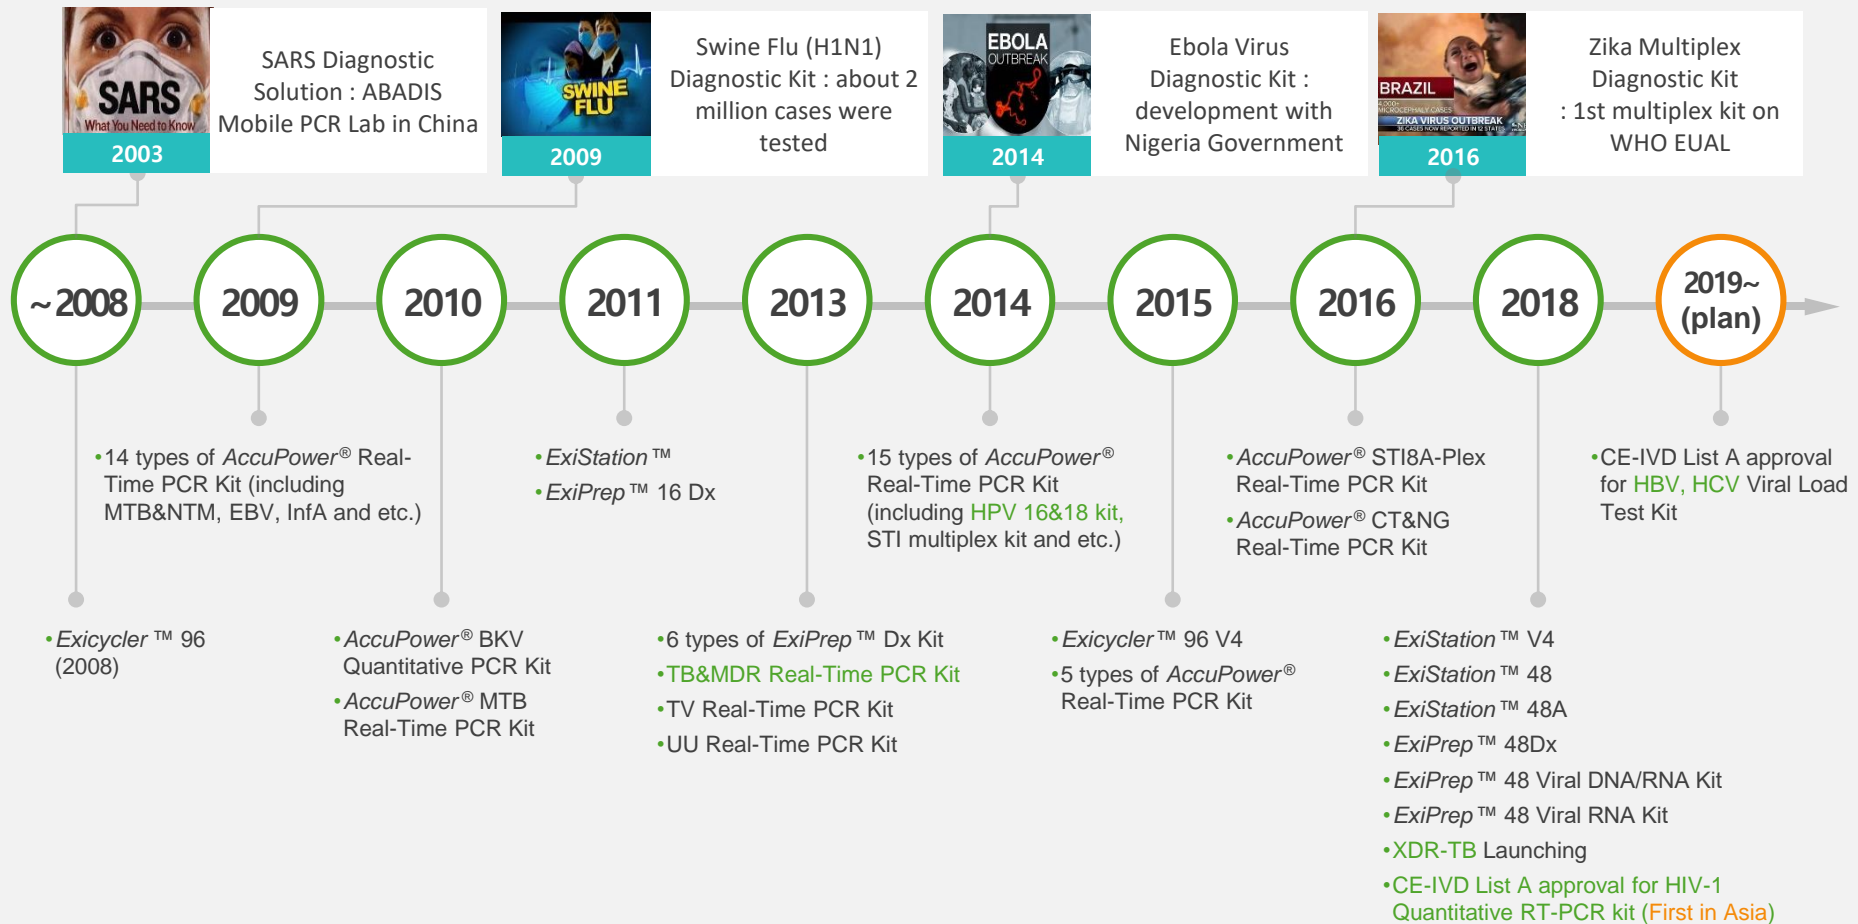 SARS
What You Need to Know
2003
SARS Diagnostic
Solution : ABADIS
Mobile PCR Lab in China
SWINE
FLU
2009
Swine Flu (H1N1)
Diagnostic Kit : about 2
million cases were
tested
EBOLA
OUTBREAK
2014
Ebola Virus
Diagnostic Kit :
development with
Nigeria Government
BRAZIL
4,000+
MICROCEPHALY CASES
ZIKA VIRUS OUTBREAK
36 CASES NOW REPORTED IN 12 STATES
2016
Zika Multiplex
Diagnostic Kit
: 1st multiplex kit on
WHO EUAL
~2008
2009
2010
2011
2013
2014
2015
2016
2018
2019~
(plan)
•14 types of AccuPower® Real-
Time PCR Kit (including
MTB&NTM, EBV, InfA and etc.)
•ExiStation™
•ExiPrep™ 16 Dx
•15 types of AccuPower®
Real-Time PCR Kit
(including HPV 16&18 kit,
STI multiplex kit and etc.)
•AccuPower® STI8A-Plex
Real-Time PCR Kit
•AccuPower® CT&NG
Real-Time PCR Kit
•CE-IVD List A approval
for HBV, HCV Viral Load
Test Kit
•Exicycler™ 96
(2008)
•AccuPower® BKV
Quantitative PCR Kit
•AccuPower® MTB
Real-Time PCR Kit
•6 types of ExiPrep™ Dx Kit
•TB&MDR Real-Time PCR Kit
•TV Real-Time PCR Kit
•UU Real-Time PCR Kit
•Exicycler™ 96 V4
•5 types of AccuPower®
Real-Time PCR Kit
•ExiStation™ V4
•ExiStation™ 48
•ExiStation™ 48A
•ExiPrep™ 48Dx
•ExiPrep™ 48 Viral DNA/RNA Kit
•ExiPrep™ 48 Viral RNA Kit
•XDR-TB Launching
•CE-IVD List A approval for HIV-1
Quantitative RT-PCR kit (First in Asia)